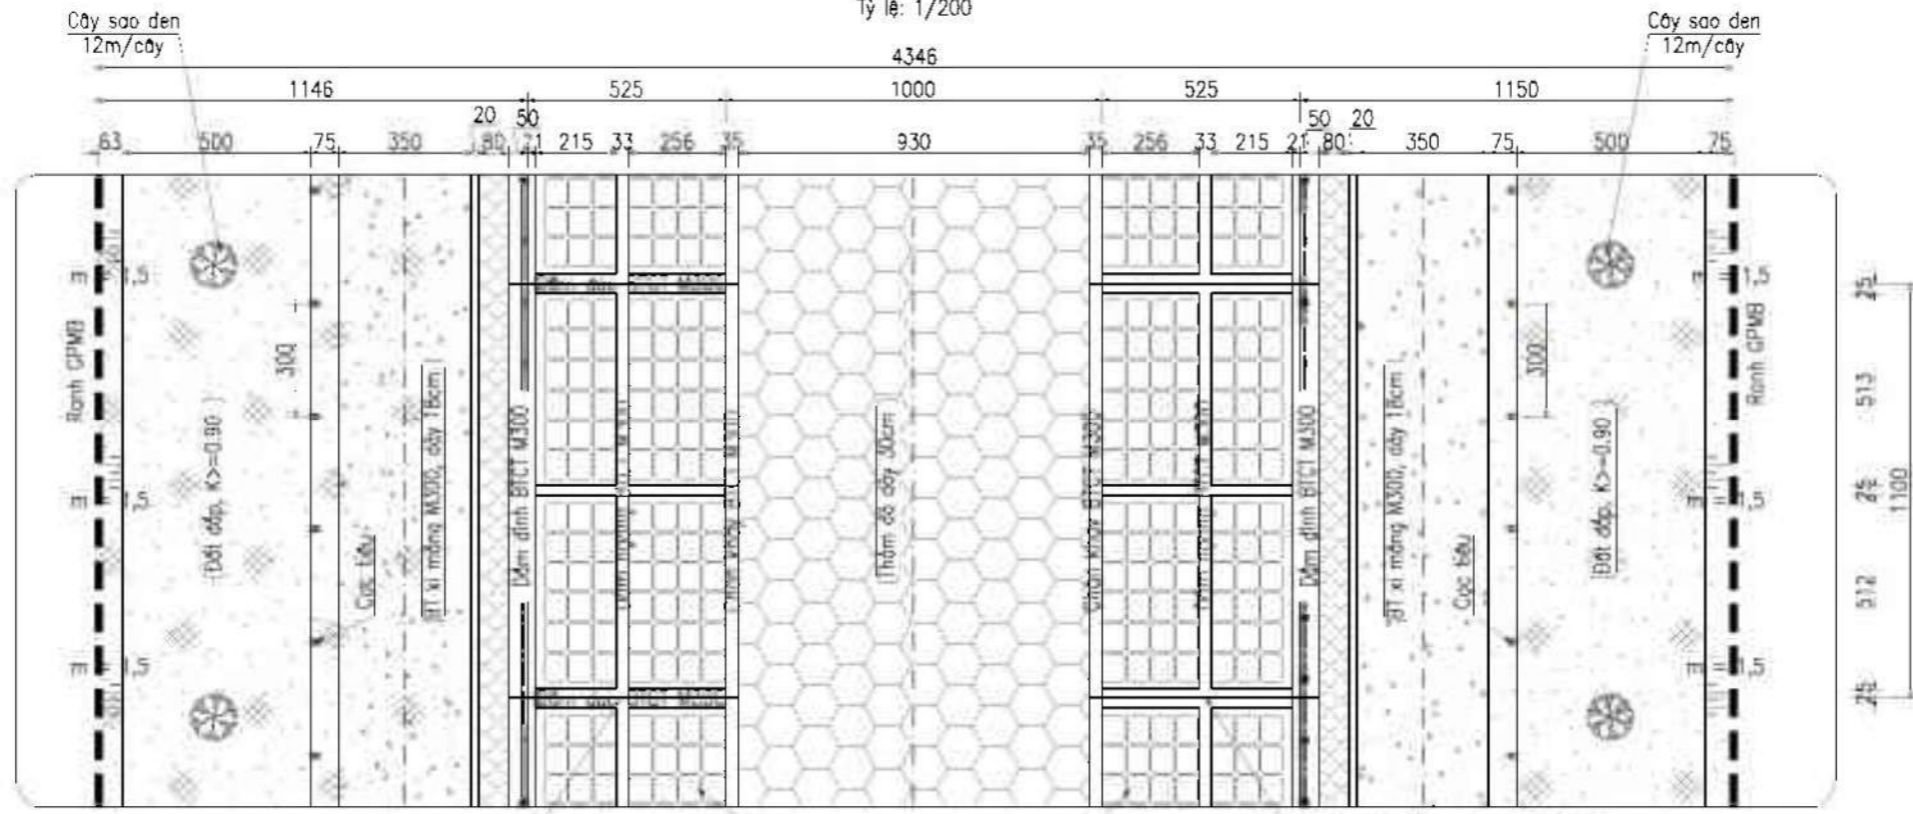 Tỷ lệ: 1/200
Cây sao đen
12m/cây
Cây sao đen
12m/cây
4346
1146 525 1000 525 1150
20 50 50 20
63 500 75 350 80 21 215 33 256 35 930 35 256 33 215 21 80 350 75 500 75
m 1,5
m 1,5
m 1,5
Ranh GPMB
300
Đất đắp, K>=0.90
Cọc tiêu
BT xi măng M300, dày 18cm
Dầm đỉnh BTCT M300
Thảm đá dày 30cm
Chân khay BTCT M300
Dầm đỉnh BTCT M300
BT xi măng M300, dày 18cm
Cọc tiêu
300
Đất đắp, K>=0.90
m 1,5
m 1,5
m 1,5
Ranh GPMB
25
513
25
512
25
1100